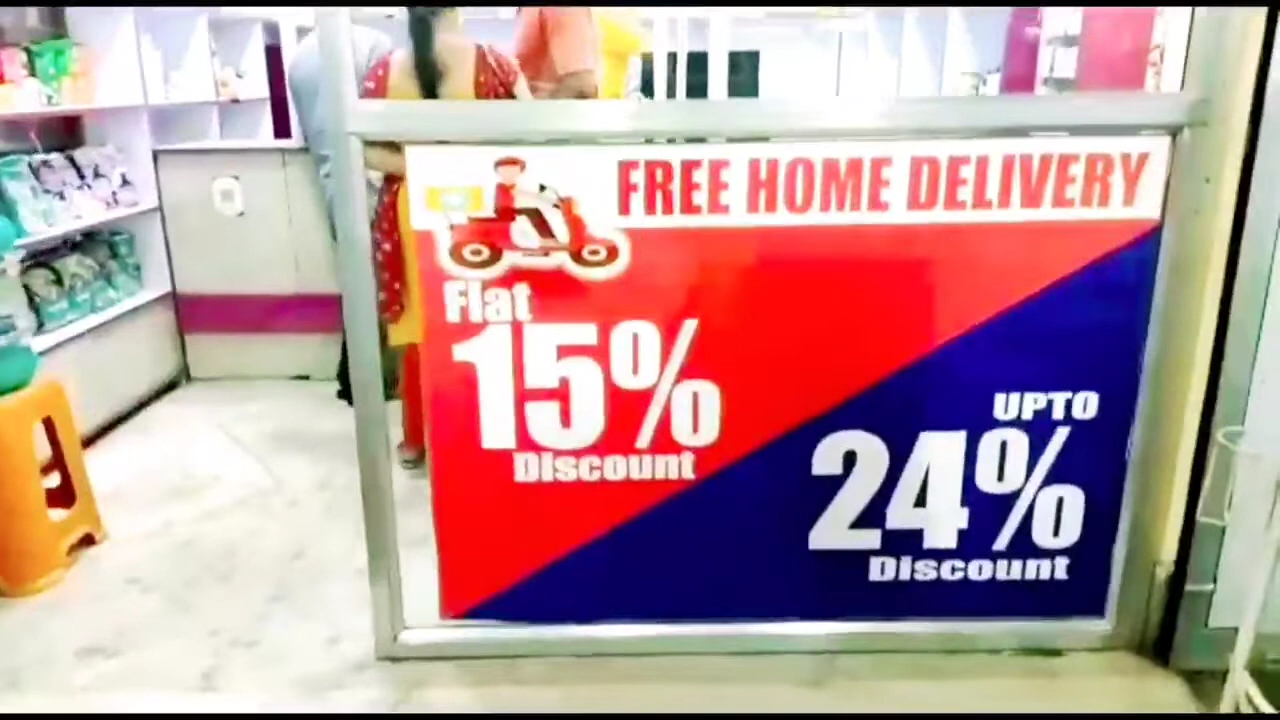 FREE HOME DELIVERY
Flat
15%
Discount
UPTO
24%
Discount